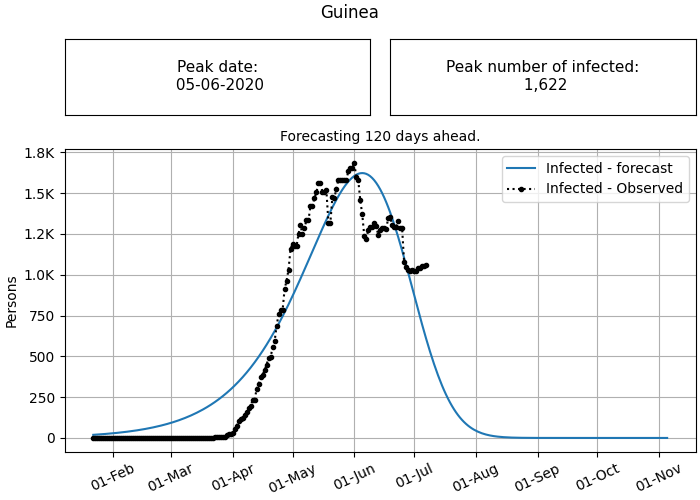 Guinea
Peak date:
05-06-2020
Peak number of infected:
1,622
Forecasting 120 days ahead.
1.8K
1.5K
1.2K
1.0K
750
500
250
0
Persons
Infected - forecast
Infected - Observed
01-Feb
01-Mar
01-Apr
01-May
01-Jun
01-Jul
01-Aug
01-Sep
01-Oct
01-Nov